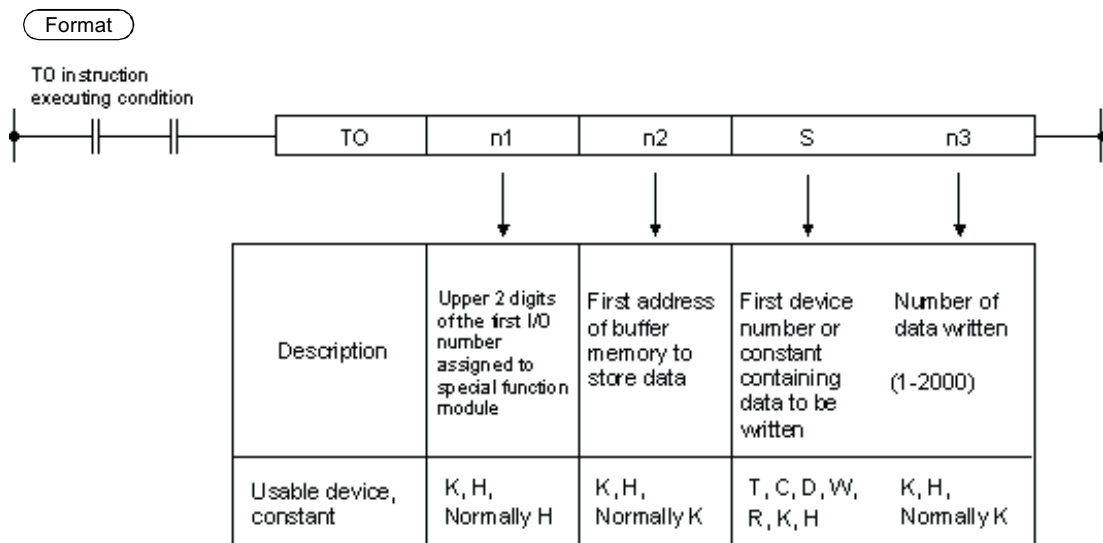 Format
TO instruction
executing condition
TO n1 n2 S n3
Description
Upper 2 digits
of the first I/O
number
assigned to
special function
module
First address
of buffer
memory to
store data
First device
number or
constant
containing
data to be
written
Number of
data written
(1-2000)
Usable device,
constant
K, H,
Normally H
K, H,
Normally K
T, C, D, W,
R, K, H
K, H,
Normally K